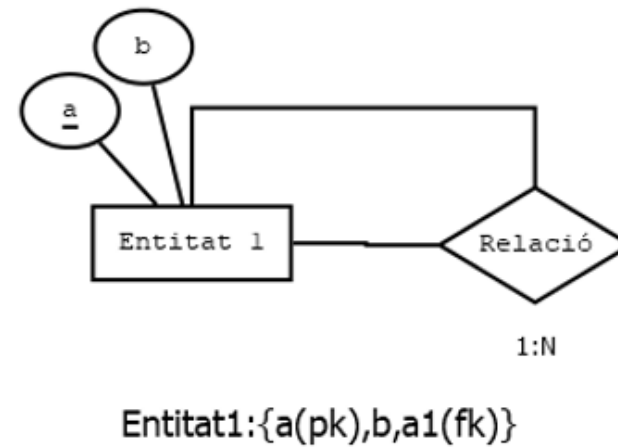 b
a
Entitat 1
Relació
1:N
Entitat1:{a(pk),b,a1(fk)}